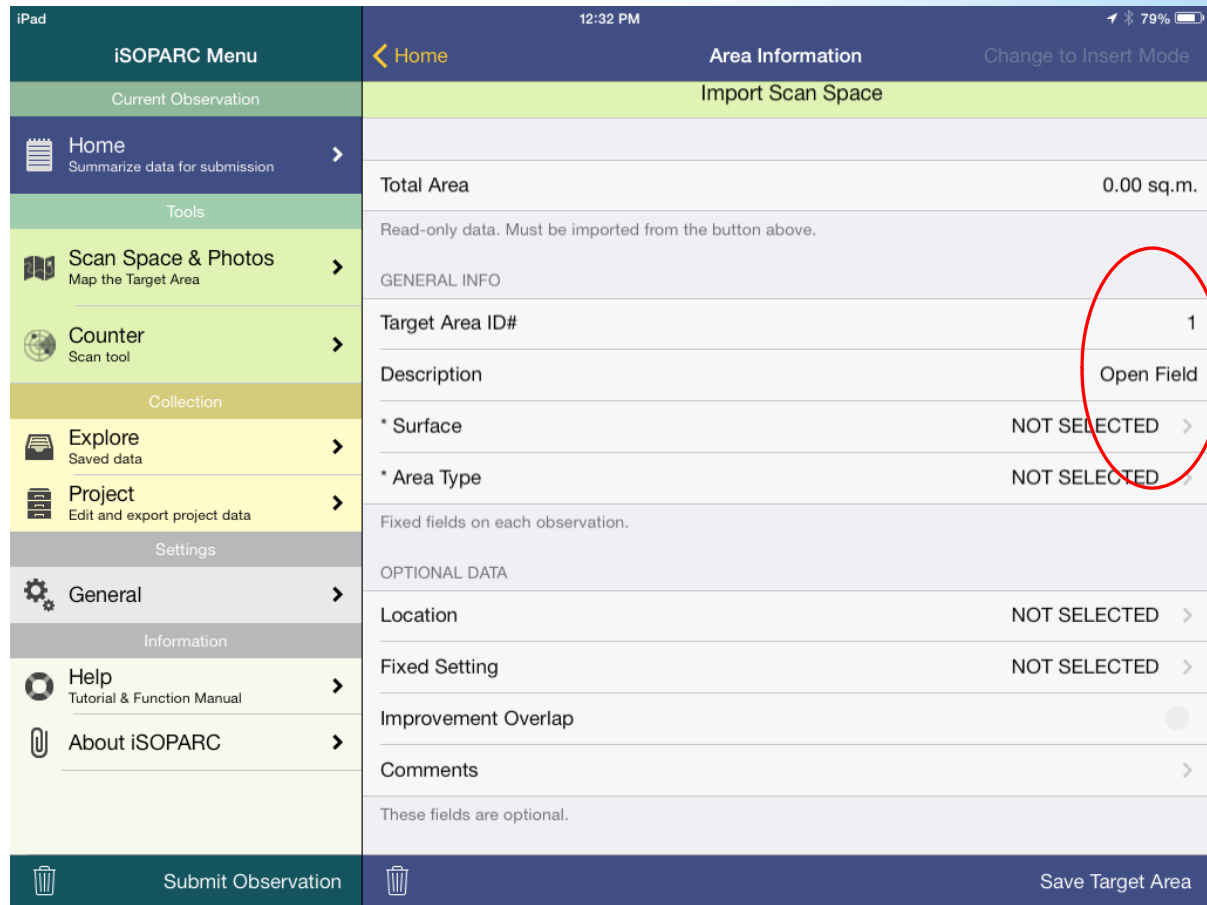 iPad
12:32 PM
79%
iSOPARC Menu
Current Observation
Home
Summarize data for submission
Tools
Scan Space & Photos
Map the Target Area
Counter
Scan tool
Collection
Explore
Saved data
Project
Edit and export project data
Settings
General
Information
Help
Tutorial & Function Manual
About iSOPARC
Submit Observation
Home
Area Information
Change to Insert Mode
Import Scan Space
Total Area 0.00 sq.m.
Read-only data. Must be imported from the button above.
GENERAL INFO
Target Area ID# 1
Description Open Field
* Surface NOT SELECTED
* Area Type NOT SELECTED
Fixed fields on each observation.
OPTIONAL DATA
Location NOT SELECTED
Fixed Setting NOT SELECTED
Improvement Overlap
Comments
These fields are optional.
Save Target Area